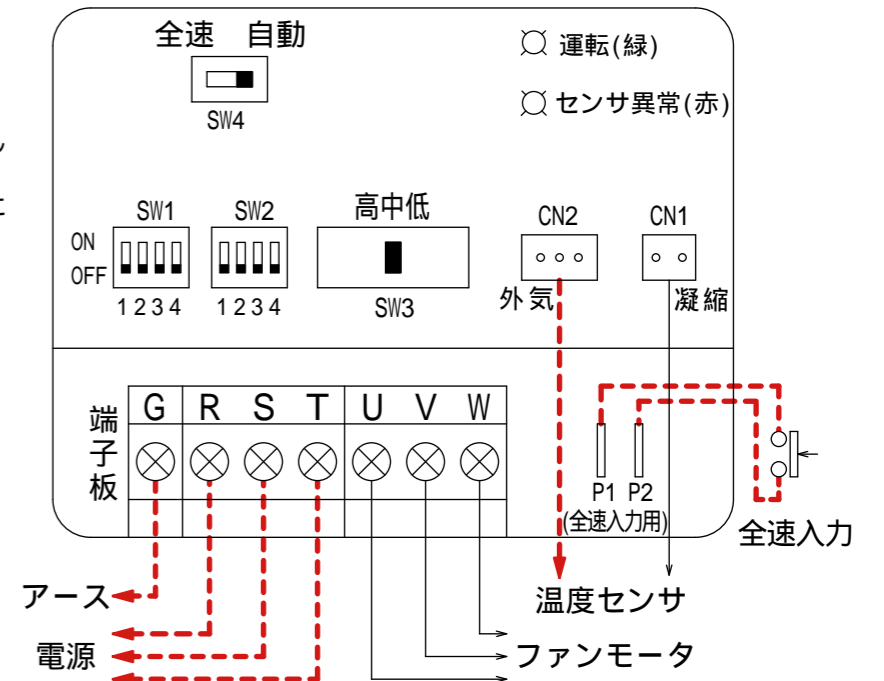 全速 自動
SW4
運転(緑)
センサ異常(赤)
SW1
SW2
高中低
CN2
CN1
ON
OFF
1 2 3 4
1 2 3 4
SW3
外気
凝縮
端子板
G R S T U V W
P1 P2
(全速入力用)
全速入力
アース
温度センサ
電源
ファンモータ